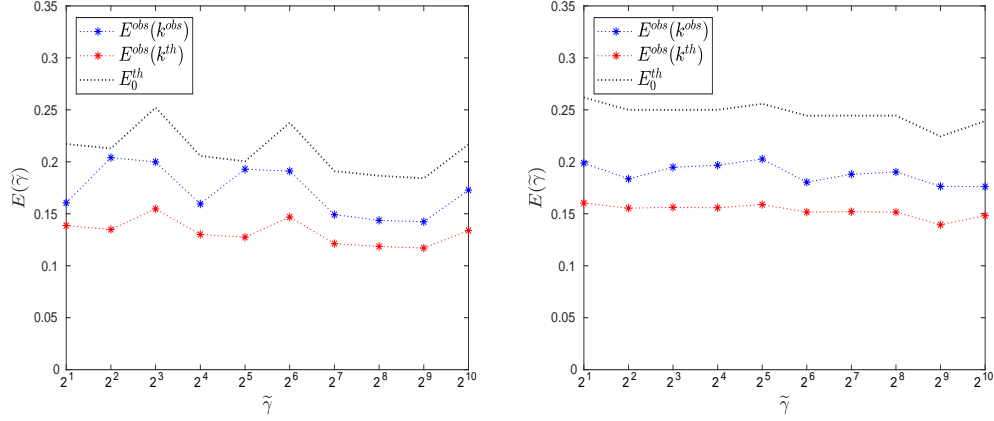 0.35
0.3
0.25
0.2
0.15
0.1
0.05
0
E(γ̃)
E^{obs}(k^{obs})
E^{obs}(k^{th})
E_0^{th}
2^1 2^2 2^3 2^4 2^5 2^6 2^7 2^8 2^9 2^{10}
γ̃
0.35
0.3
0.25
0.2
0.15
0.1
0.05
0
E(γ̃)
E^{obs}(k^{obs})
E^{obs}(k^{th})
E_0^{th}
2^1 2^2 2^3 2^4 2^5 2^6 2^7 2^8 2^9 2^{10}
γ̃